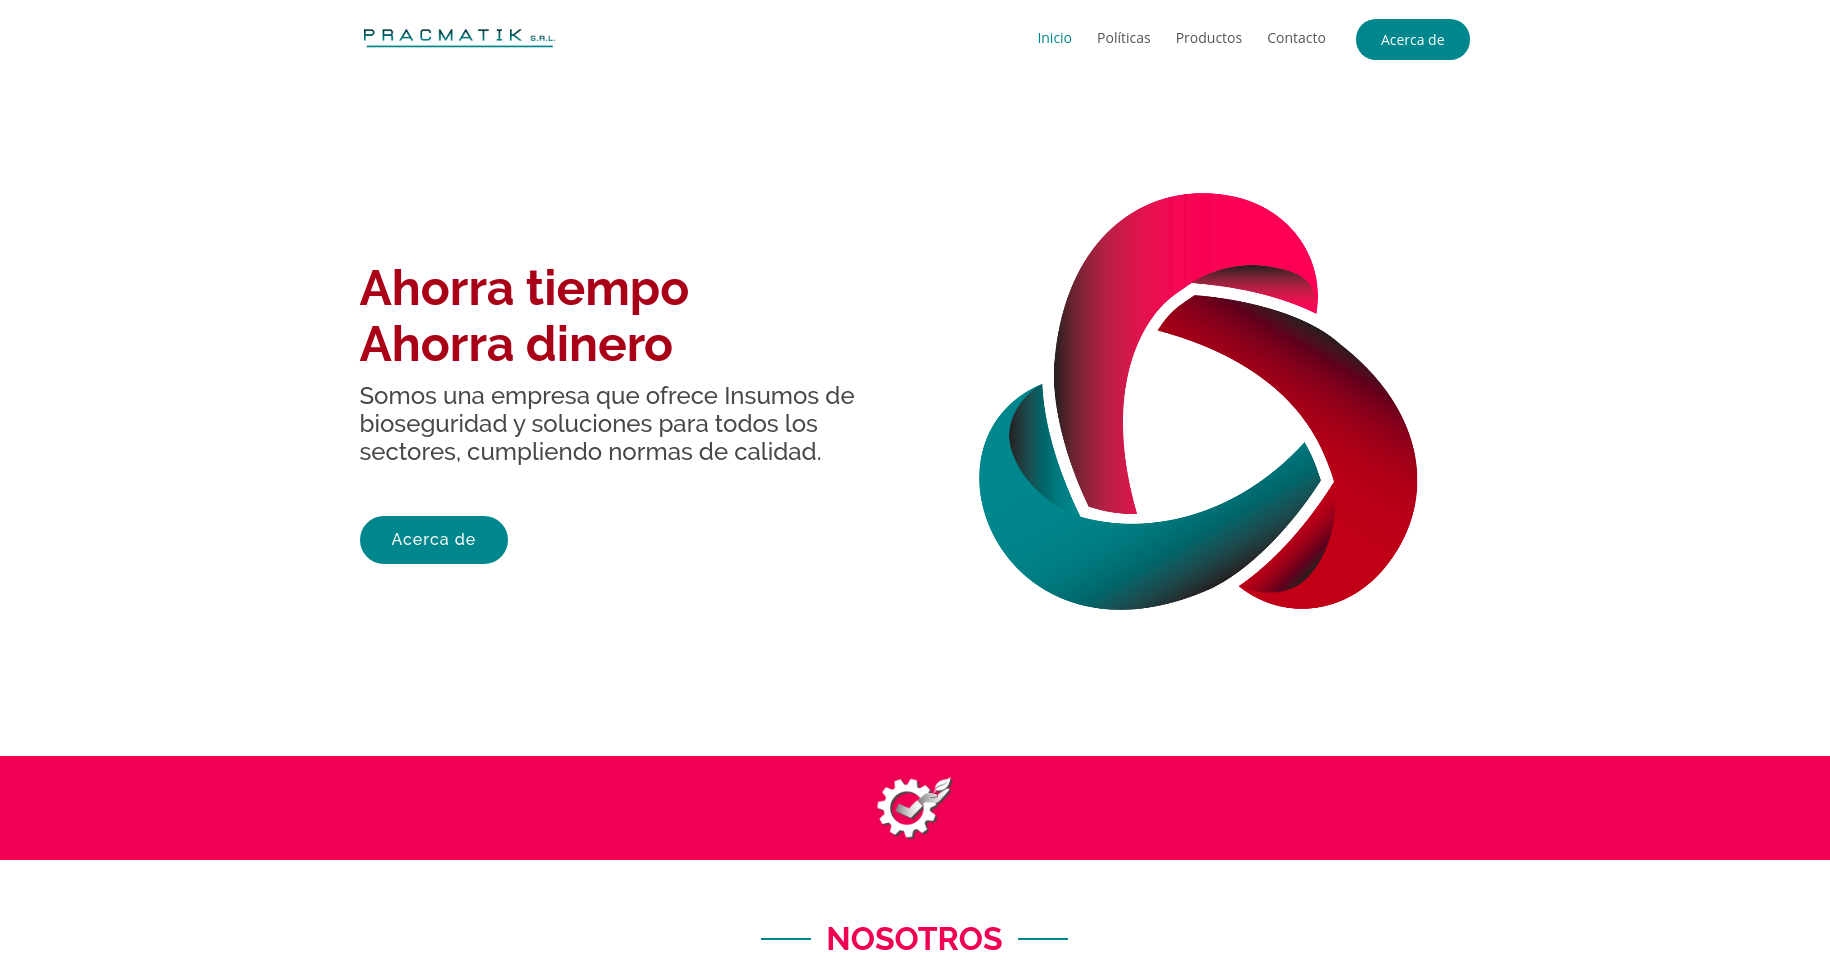 PRACMATIK S.R.L.
Inicio Políticas Productos Contacto Acerca de
Ahorra tiempo
Ahorra dinero
Somos una empresa que ofrece Insumos de
bioseguridad y soluciones para todos los
sectores, cumpliendo normas de calidad.
Acerca de
NOSOTROS